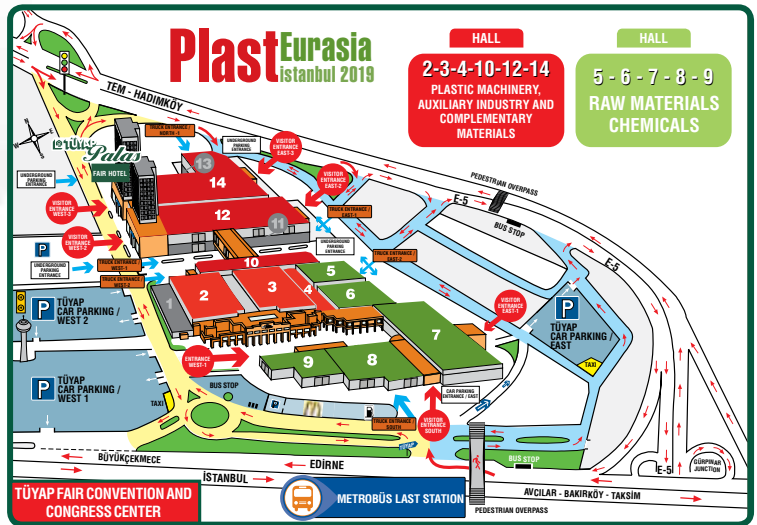 Plast Eurasia
istanbul 2019
HALL
2-3-4-10-12-14
PLASTIC MACHINERY,
AUXILIARY INDUSTRY AND
COMPLEMENTARY
MATERIALS
HALL
5 - 6 - 7 - 8 - 9
RAW MATERIALS
CHEMICALS
TEM - HADIMKÖY
TÜYAP
Palas
FAIR HOTEL
TRUCK ENTRANCE /
NORTH -1
UNDERGROUND
PARKING
ENTRANCE
VISITOR
ENTRANCE
EAST-3
VISITOR
ENTRANCE
EAST-2
UNDERGROUND
PARKING
ENTRANCE
VISITOR
ENTRANCE
WEST-3
VISITOR
ENTRANCE
WEST-2
13
14
12
11
TRUCK ENTRANCE /
EAST-1
UNDERGROUND
PARKING
ENTRANCE
TRUCK ENTRANCE /
EAST-2
PEDESTRIAN OVERPASS
E-5
BUS STOP
E-5
P
UNDERGROUND
PARKING
ENTRANCE
TRUCK ENTRANCE /
WEST-1
TRUCK ENTRANCE /
WEST-2
10
1
2
3
4
5
6
7
8
9
P
TÜYAP
CAR PARKING /
WEST 2
VISITOR
ENTRANCE
EAST-1
P
TÜYAP
CAR PARKING /
EAST
TAXI
ENTRANCE
WEST-1
P
TÜYAP
CAR PARKING /
WEST 1
TAXI
BUS STOP
CAR PARKING
ENTRANCE / EAST
TRUCK ENTRANCE /
SOUTH
VISITOR
ENTRANCE
SOUTH
TÜYAP
BUS STOP
E-5
GÜRPINAR
JUNCTION
BÜYÜKÇEKMECE
EDİRNE
İSTANBUL
AVCILAR - BAKIRKÖY - TAKSİM
PEDESTRIAN OVERPASS
TÜYAP FAIR CONVENTION AND
CONGRESS CENTER
METROBÜS LAST STATION